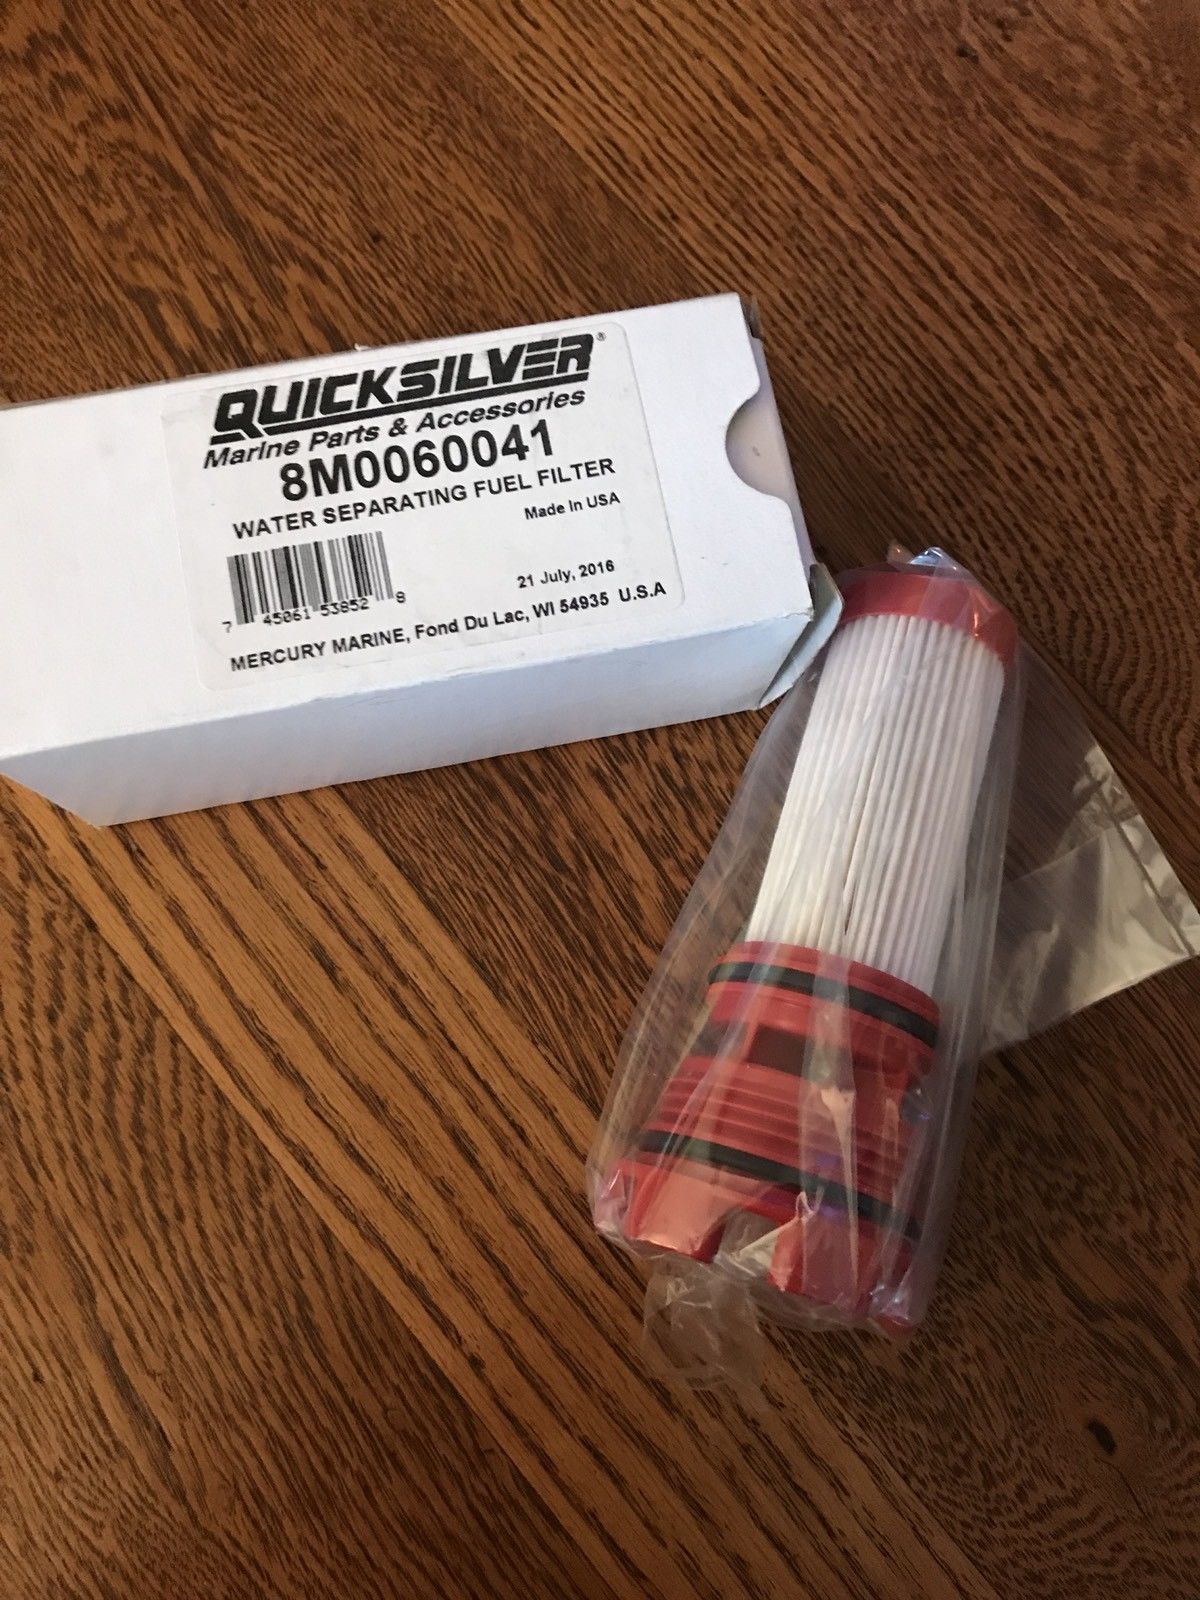 QUICKSILVER®
Marine Parts & Accessories
8M0060041
WATER SEPARATING FUEL FILTER
Made In USA
7 45061 53852 8
21 July, 2016
MERCURY MARINE, Fond Du Lac, WI 54935 U.S.A